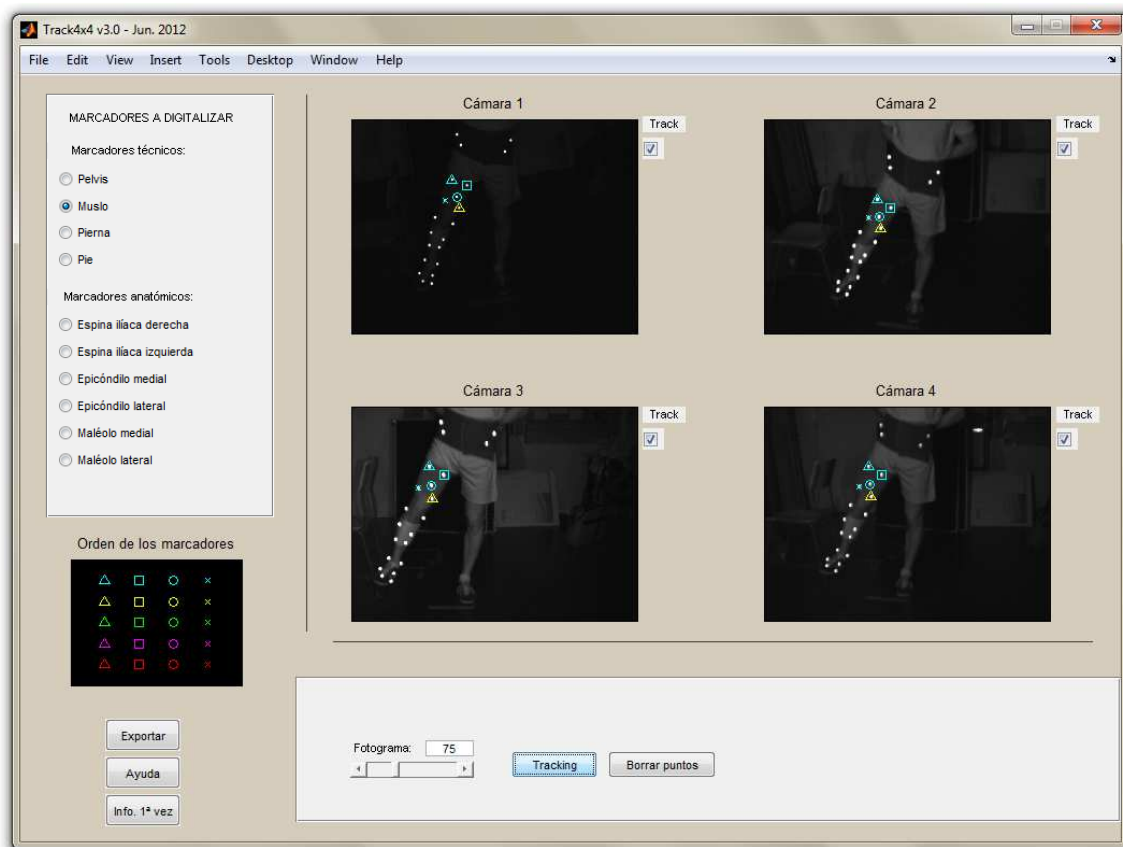 Track4x4 v3.0 - Jun. 2012
File Edit View Insert Tools Desktop Window Help
MARCADORES A DIGITALIZAR
Marcadores técnicos:
Pelvis
Muslo
Pierna
Pie
Marcadores anatómicos:
Espina ilíaca derecha
Espina ilíaca izquierda
Epicóndilo medial
Epicóndilo lateral
Maléolo medial
Maléolo lateral
Orden de los marcadores
Exportar
Ayuda
Info. 1ª vez
Cámara 1
Track
Cámara 2
Track
Cámara 3
Track
Cámara 4
Track
Fotograma: 75
Tracking
Borrar puntos